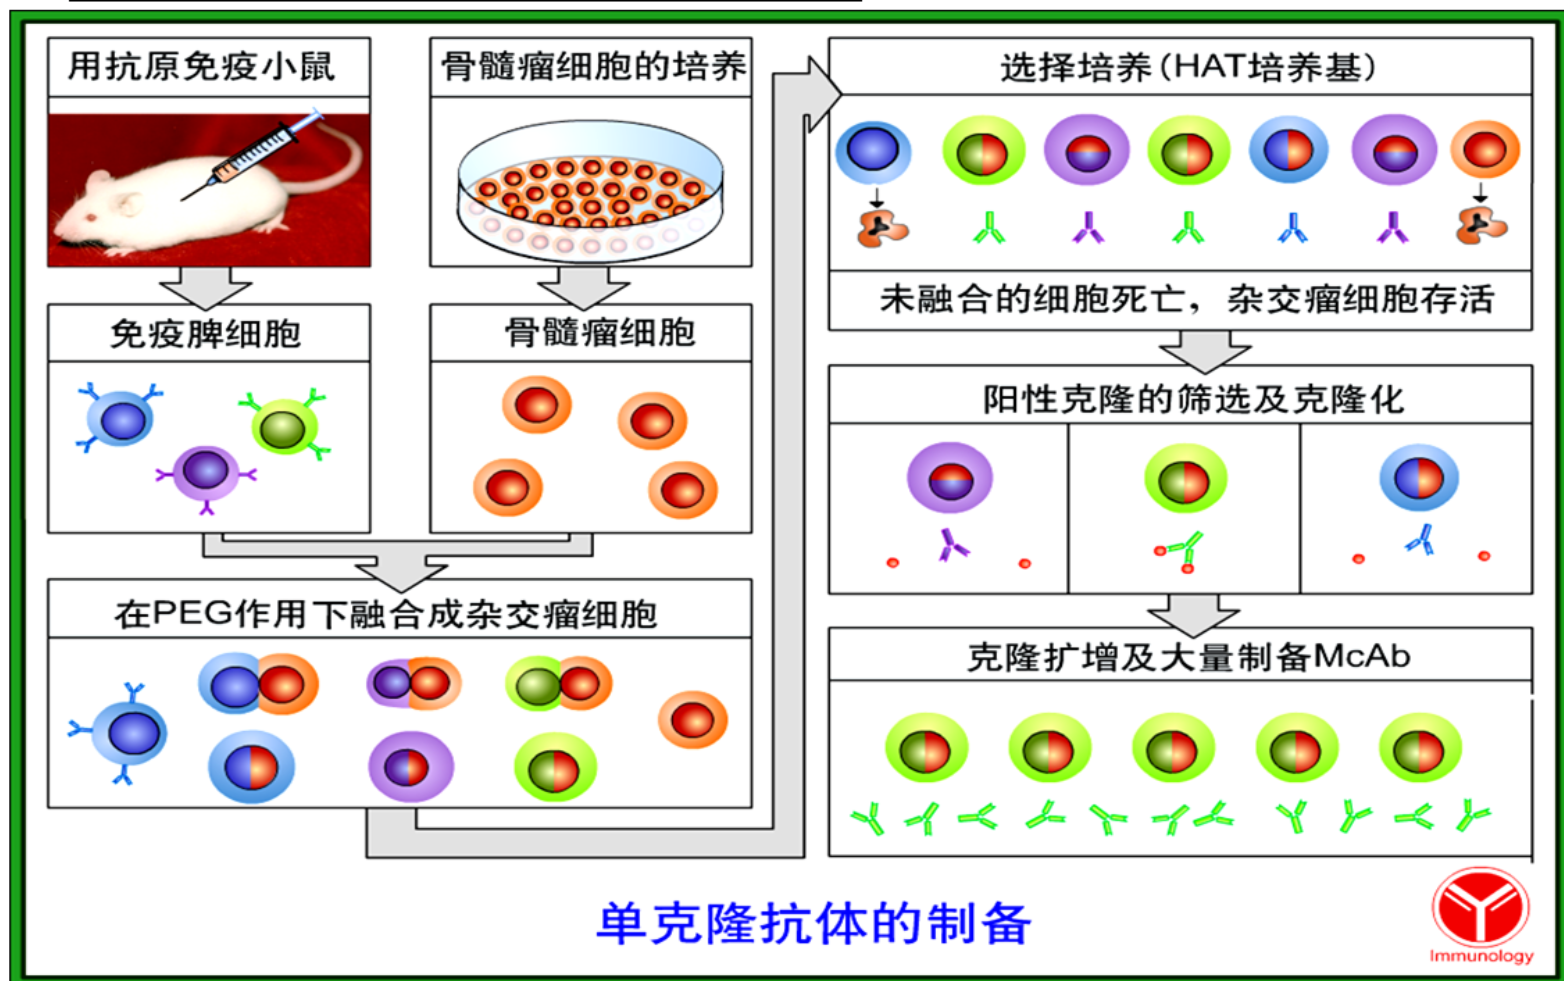 用抗原免疫小鼠
骨髓瘤细胞的培养
免疫脾细胞
骨髓瘤细胞
在PEG作用下融合成杂交瘤细胞
选择培养(HAT培养基)
未融合的细胞死亡，杂交瘤细胞存活
阳性克隆的筛选及克隆化
克隆扩增及大量制备McAb
单克隆抗体的制备
Immunology